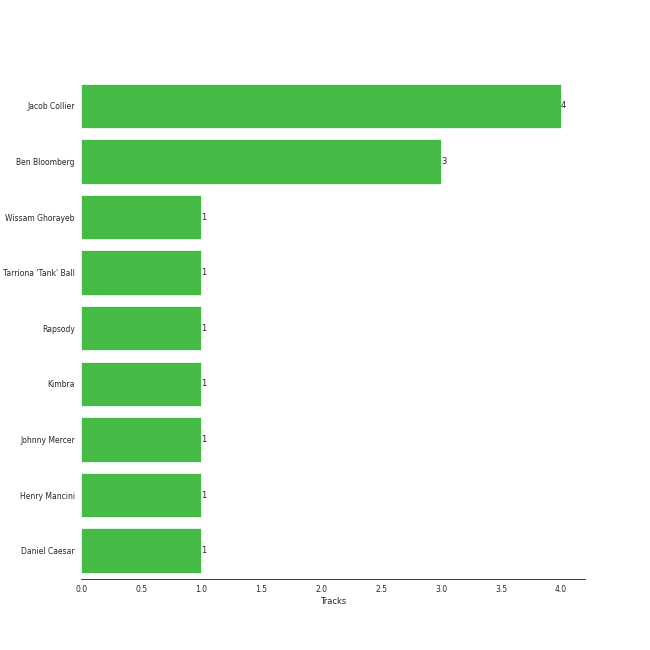 Jacob Collier 4
Ben Bloomberg 3
Wissam Ghorayeb 1
Tarriona 'Tank' Ball 1
Rapsody 1
Kimbra 1
Johnny Mercer 1
Henry Mancini 1
Daniel Caesar 1
0.0 0.5 1.0 1.5 2.0 2.5 3.0 3.5 4.0
Tracks